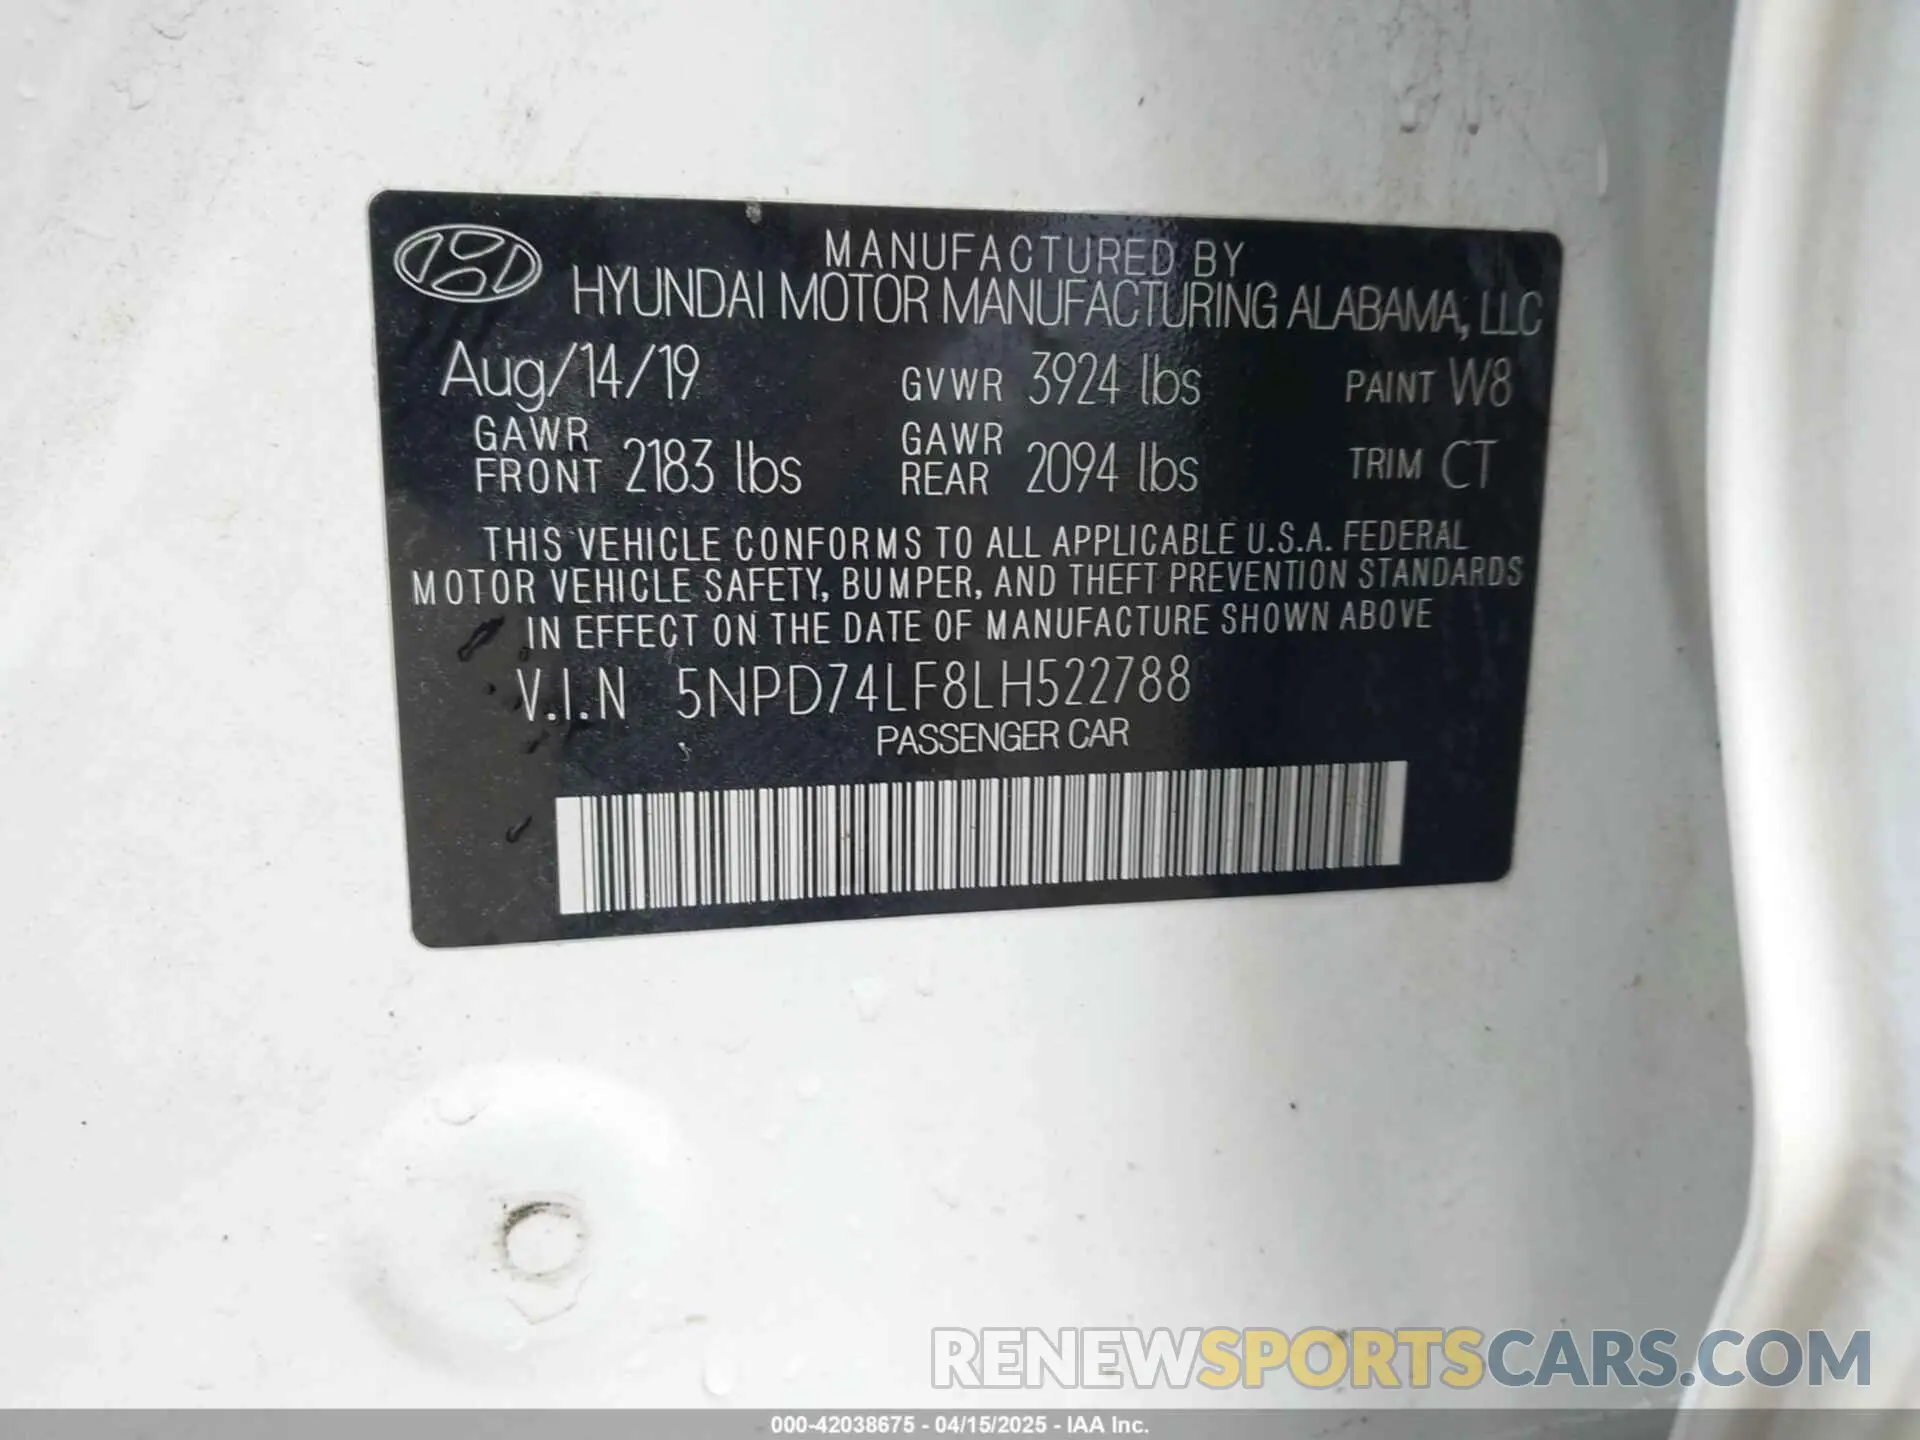 MANUFACTURED BY
HYUNDAI MOTOR MANUFACTURING ALABAMA, LLC
Aug/14/19 GVWR 3924 lbs PAINT W8
GAWR FRONT 2183 lbs GAWR REAR 2094 lbs TRIM CT
THIS VEHICLE CONFORMS TO ALL APPLICABLE U.S.A. FEDERAL
MOTOR VEHICLE SAFETY, BUMPER, AND THEFT PREVENTION STANDARDS
IN EFFECT ON THE DATE OF MANUFACTURE SHOWN ABOVE
V.I.N 5NPD74LF8LH522788
PASSENGER CAR
RENEWSPORTSCARS.COM
000-42038675 - 04/15/2025 - IAA Inc.